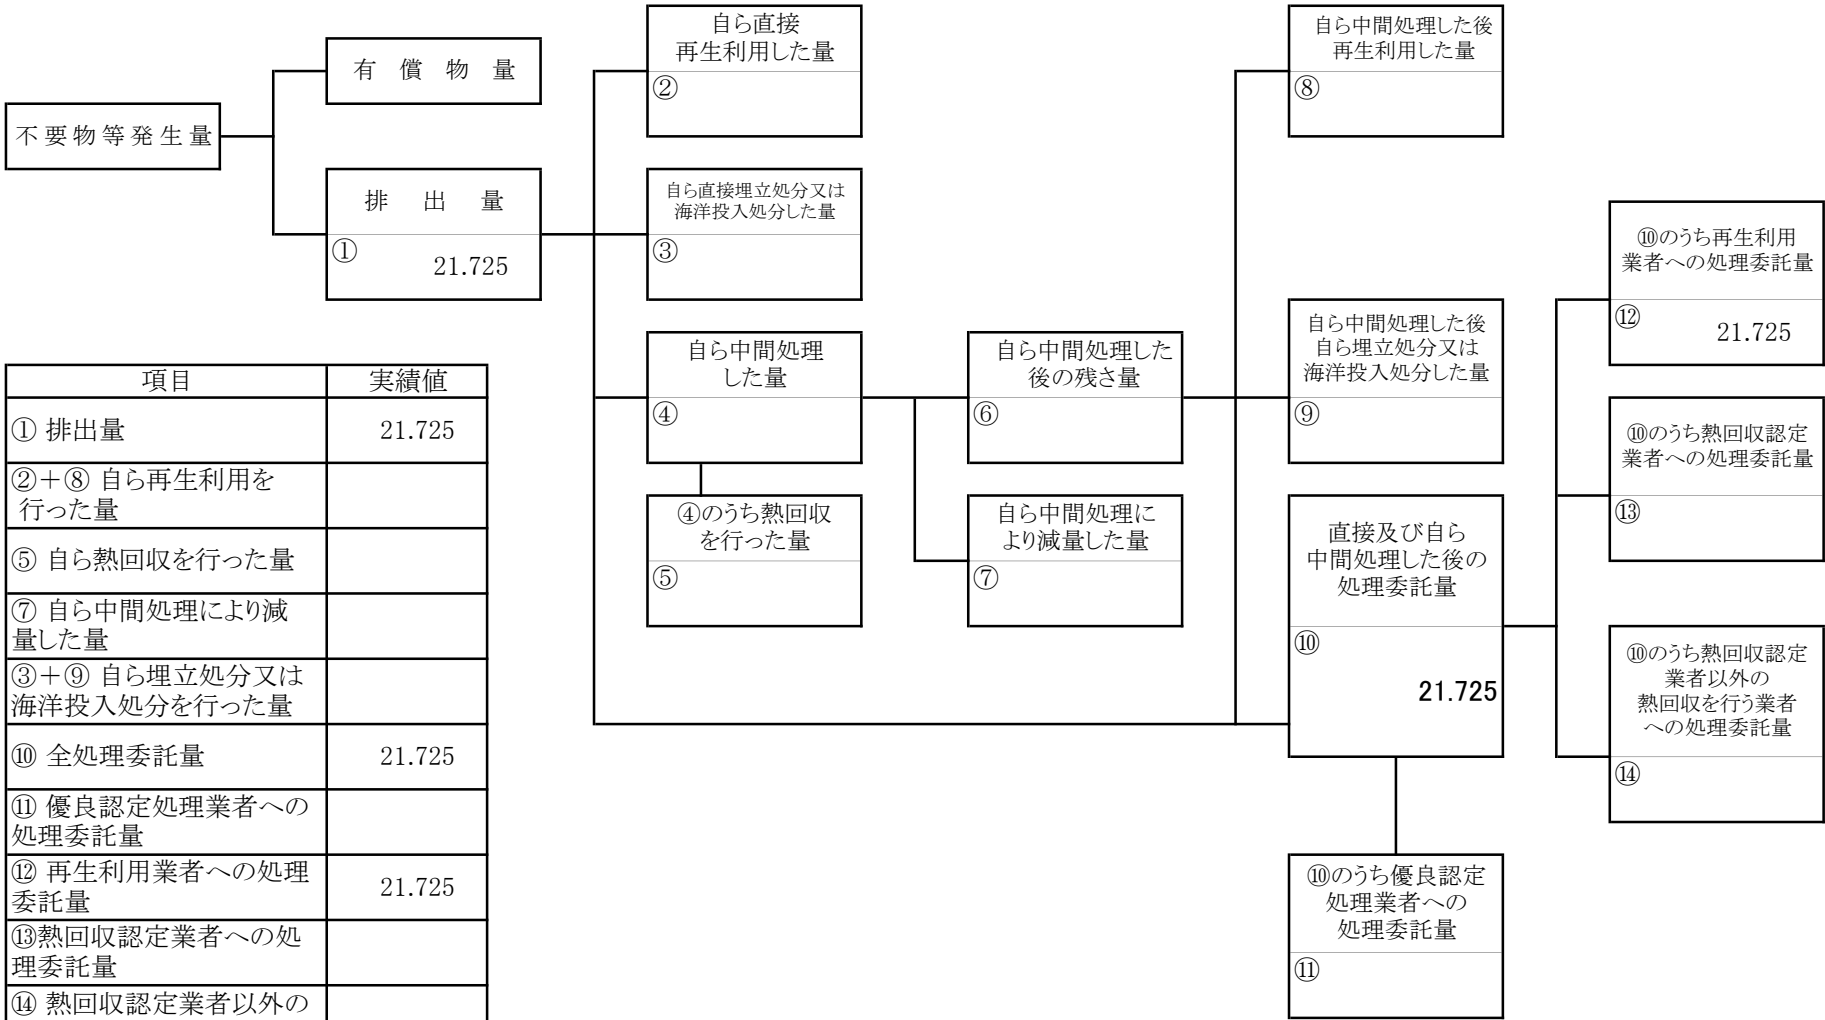 不要物等発生量
有償物量
排出量
①
21.725
自ら直接
再生利用した量
②
自ら直接埋立処分又は
海洋投入処分した量
③
自ら中間処理
した量
④
④のうち熱回収
を行った量
⑤
自ら中間処理した
後の残さ量
⑥
自ら中間処理に
より減量した量
⑦
自ら中間処理した後
再生利用した量
⑧
自ら中間処理した後
自ら埋立処分又は
海洋投入処分した量
⑨
直接及び自ら
中間処理した後の
処理委託量
⑩
21.725
⑩のうち優良認定
処理業者への
処理委託量
⑪
⑩のうち再生利用
業者への処理委託量
⑫
21.725
⑩のうち熱回収認定
業者への処理委託量
⑬
⑩のうち熱回収認定
業者以外の
熱回収を行う業者
への処理委託量
⑭
項目 実績値
① 排出量 21.725
②+⑧ 自ら再生利用を
行った量
⑤ 自ら熱回収を行った量
⑦ 自ら中間処理により減
量した量
③+⑨ 自ら埋立処分又は
海洋投入処分を行った量
⑩ 全処理委託量 21.725
⑪ 優良認定処理業者への
処理委託量
⑫ 再生利用業者への処理
委託量 21.725
⑬熱回収認定業者への処
理委託量
⑭ 熱回収認定業者以外の